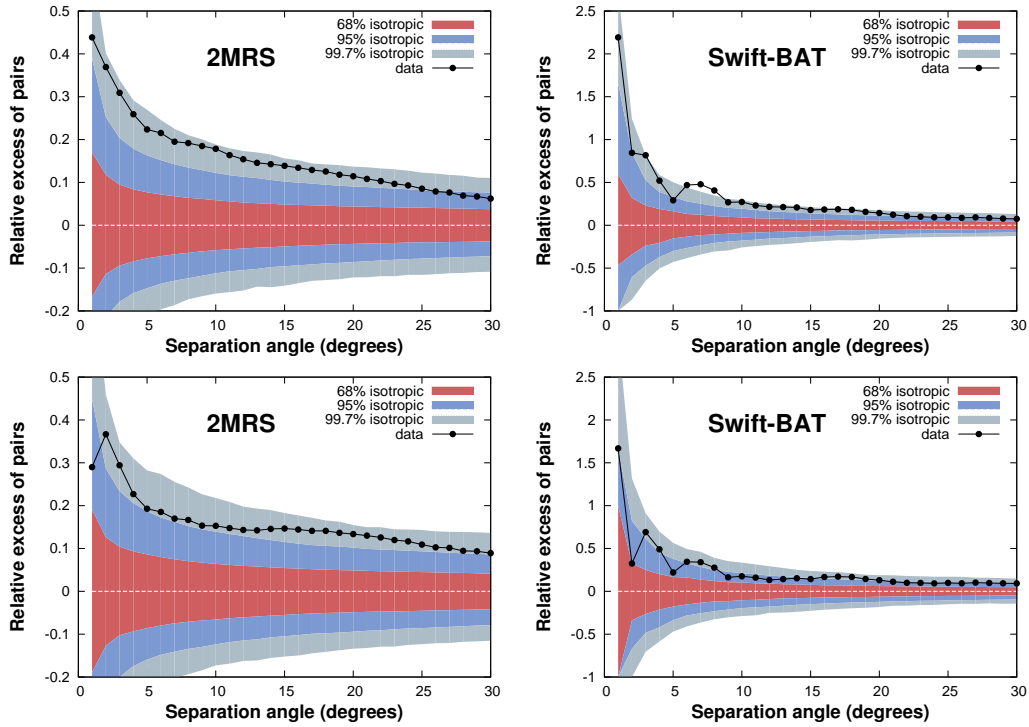 2MRS
68% isotropic
95% isotropic
99.7% isotropic
data
Relative excess of pairs
0.5
0.4
0.3
0.2
0.1
0
-0.1
-0.2
0 5 10 15 20 25 30
Separation angle (degrees)
Swift-BAT
68% isotropic
95% isotropic
99.7% isotropic
data
Relative excess of pairs
2.5
2
1.5
1
0.5
0
-0.5
-1
0 5 10 15 20 25 30
Separation angle (degrees)
2MRS
68% isotropic
95% isotropic
99.7% isotropic
data
Relative excess of pairs
0.5
0.4
0.3
0.2
0.1
0
-0.1
-0.2
0 5 10 15 20 25 30
Separation angle (degrees)
Swift-BAT
68% isotropic
95% isotropic
99.7% isotropic
data
Relative excess of pairs
2.5
2
1.5
1
0.5
0
-0.5
-1
0 5 10 15 20 25 30
Separation angle (degrees)